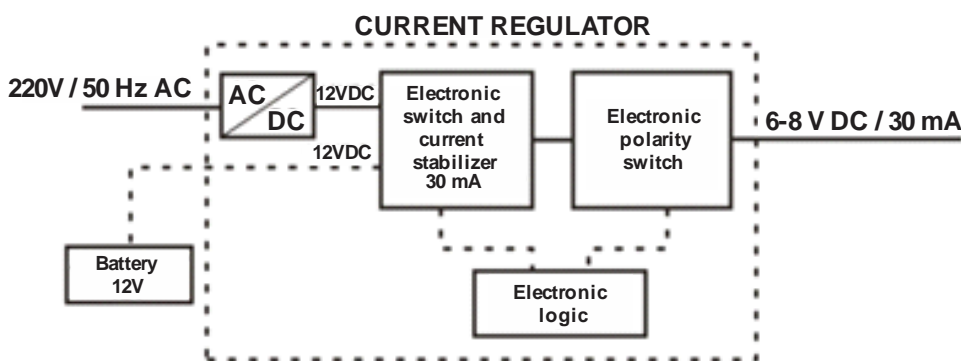 CURRENT REGULATOR
220V / 50 Hz AC
AC
DC
12VDC
12VDC
Electronic
switch and
current
stabilizer
30 mA
Electronic
polarity
switch
6-8 V DC / 30 mA
Battery
12V
Electronic
logic